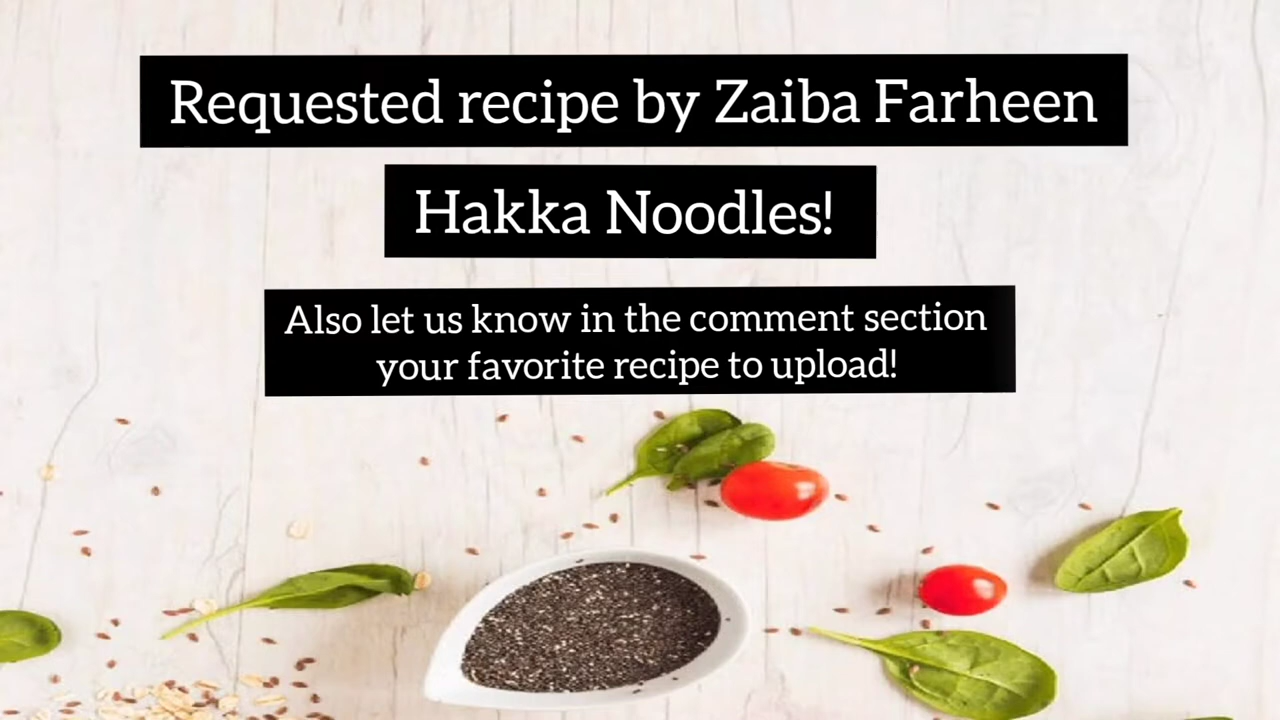 Requested recipe by Zaiba Farheen
Hakka Noodles!
Also let us know in the comment section
your favorite recipe to upload!